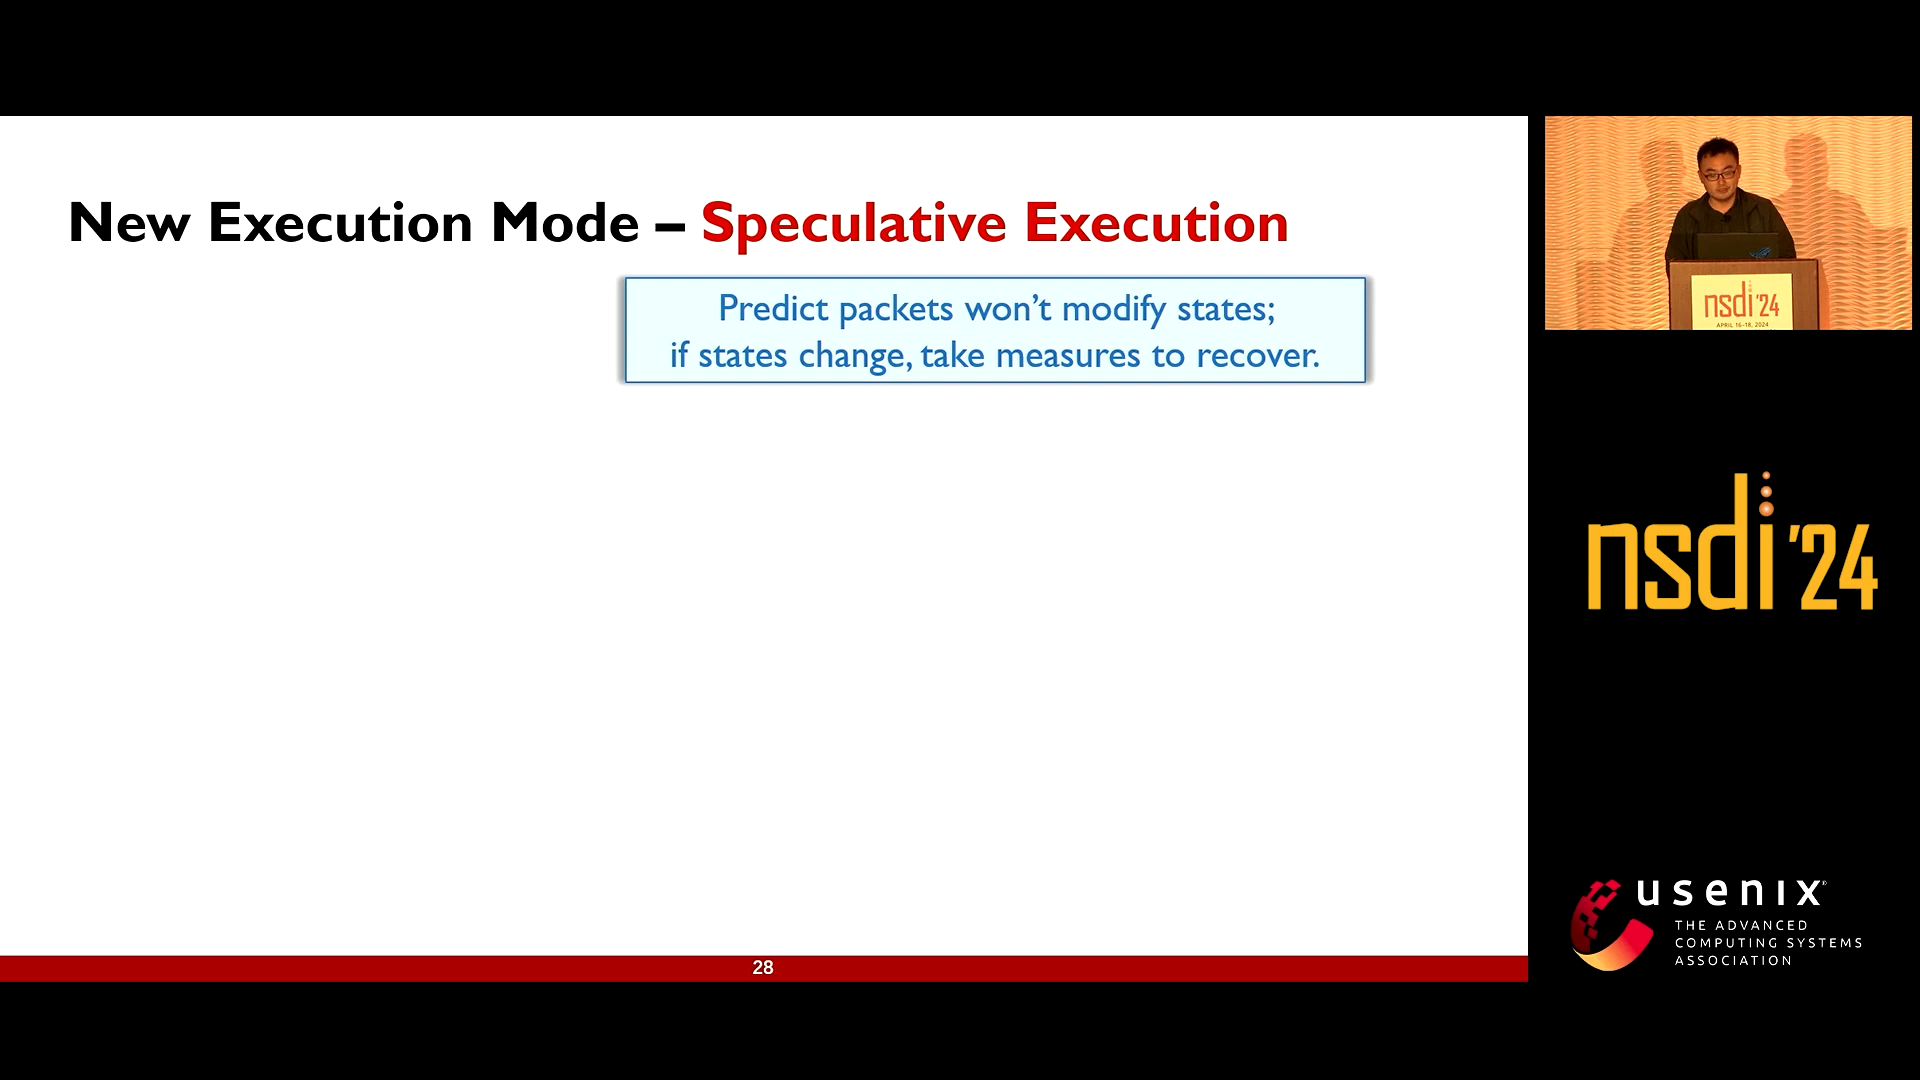 New Execution Mode – Speculative Execution
Predict packets won’t modify states;
if states change, take measures to recover.
28
nsdi '24
APRIL 16-18, 2024
nsdi '24
usenix®
THE ADVANCED
COMPUTING SYSTEMS
ASSOCIATION